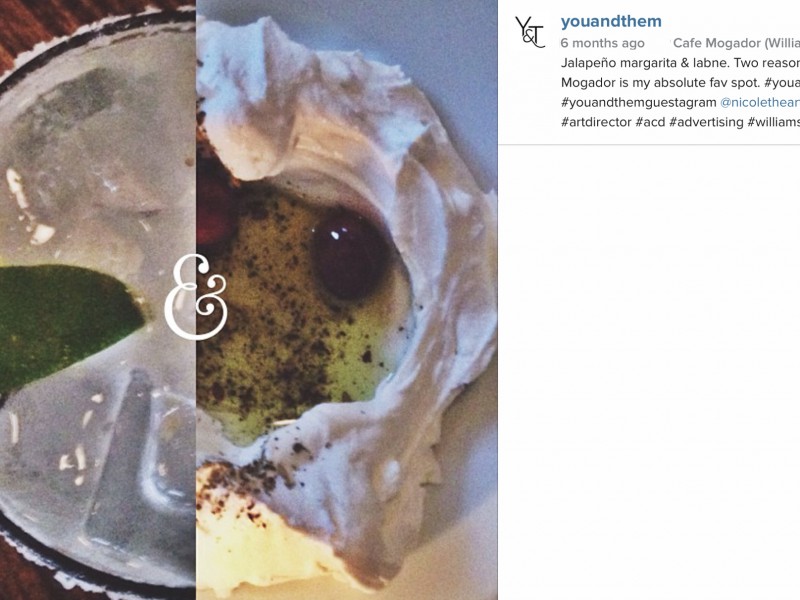 &
Y&T
youandthem
6 months ago Cafe Mogador (Willia
Jalapeño margarita & labne. Two reason
Mogador is my absolute fav spot. #youa
#youandthemguestagram @nicolethear
#artdirector #acd #advertising #williams